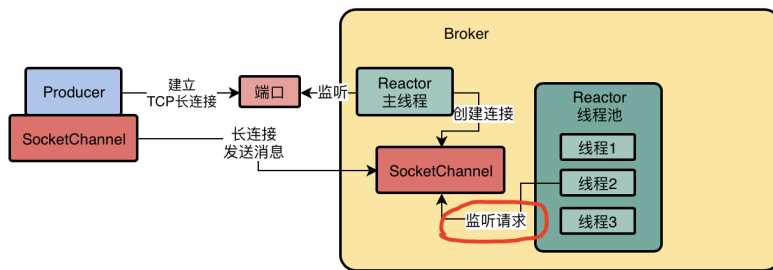 Broker
Producer
SocketChannel
建立
TCP长连接
端口
监听
Reactor
主线程
创建连接
长连接
发送消息
SocketChannel
监听请求
Reactor
线程池
线程1
线程2
线程3